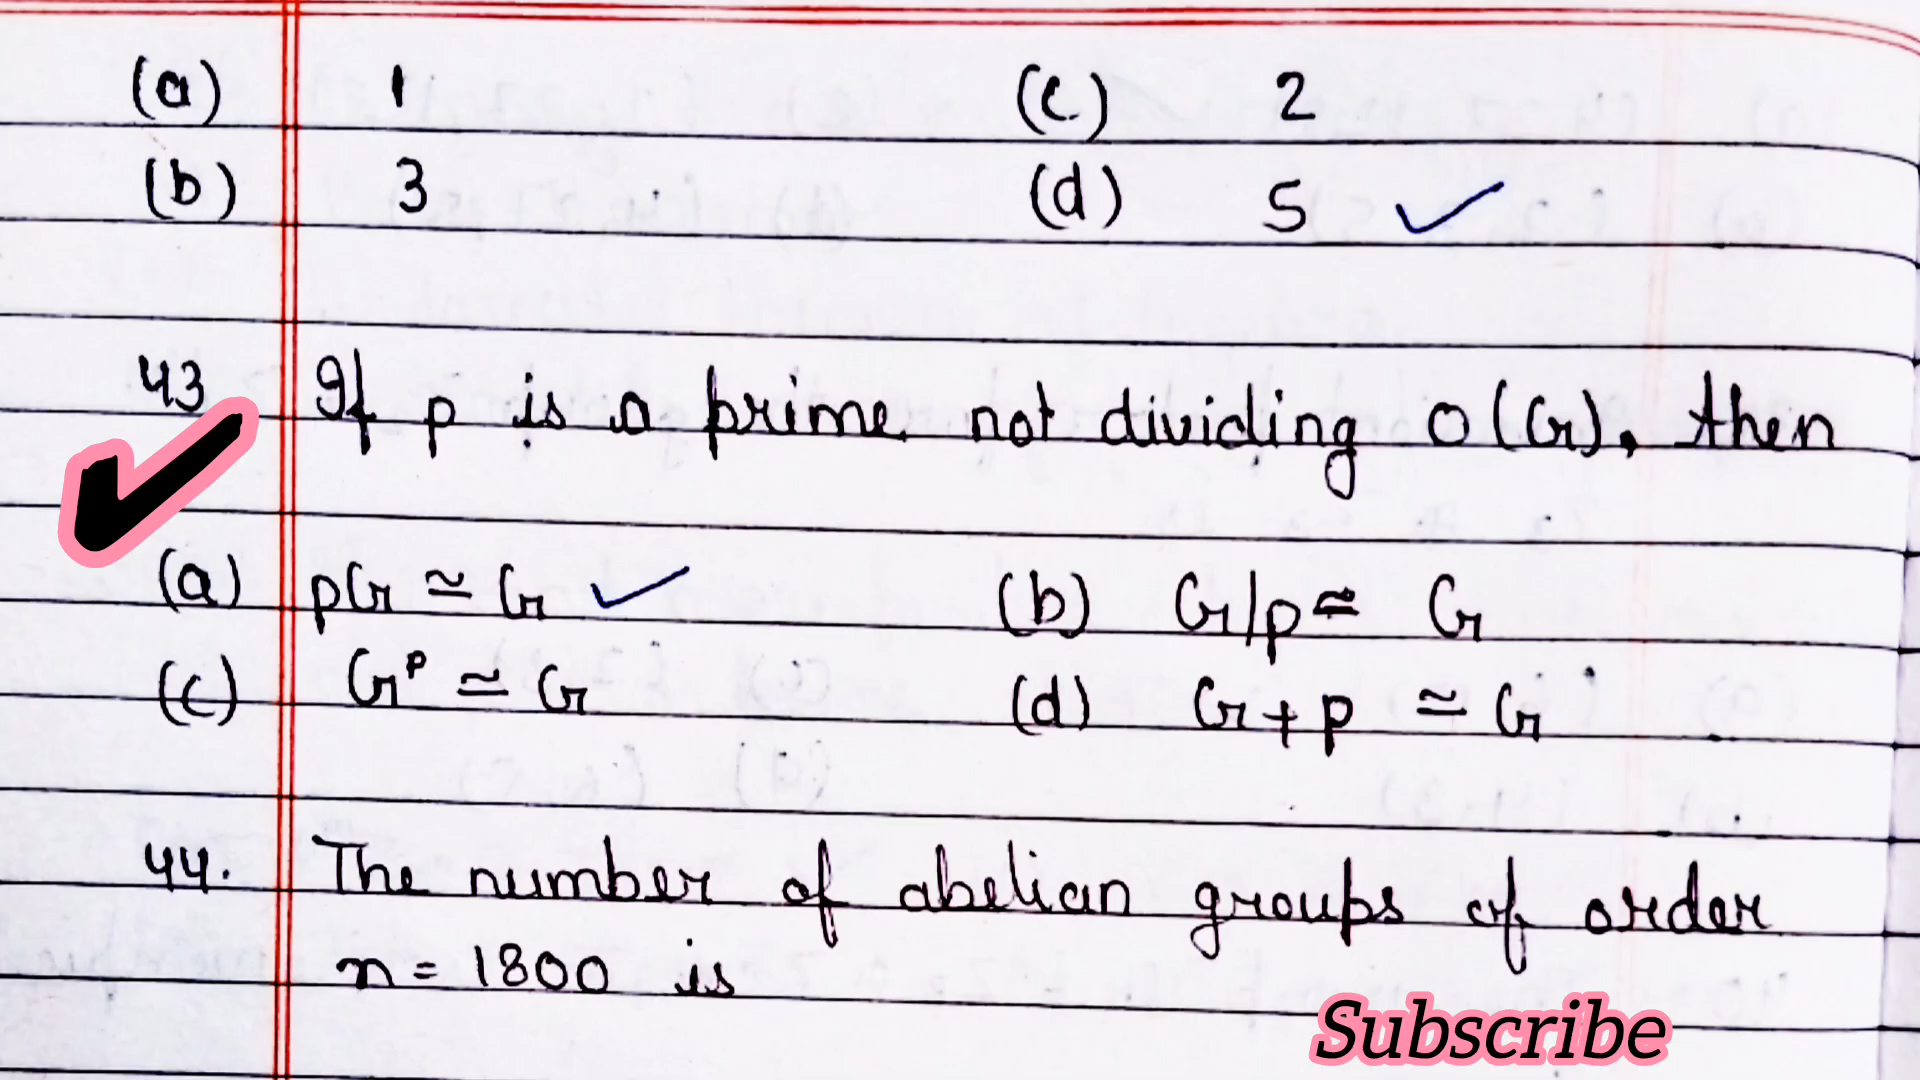 (a) 1 (c) 2
(b) 3 (d) 5 ✓
43 If p is a prime not dividing O(G), then
(a) pG ≃ G ✓ (b) G/p ≃ G
(c) Gᵖ ≃ G (d) G+p ≃ G
44. The number of abelian groups of order
n = 1800 is
Subscribe